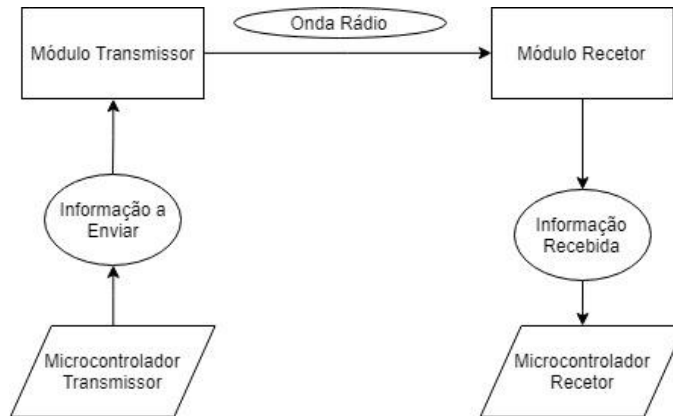 Onda Rádio
Módulo Transmissor
Módulo Recetor
Informação a
Enviar
Informação
Recebida
Microcontrolador
Transmissor
Microcontrolador
Recetor